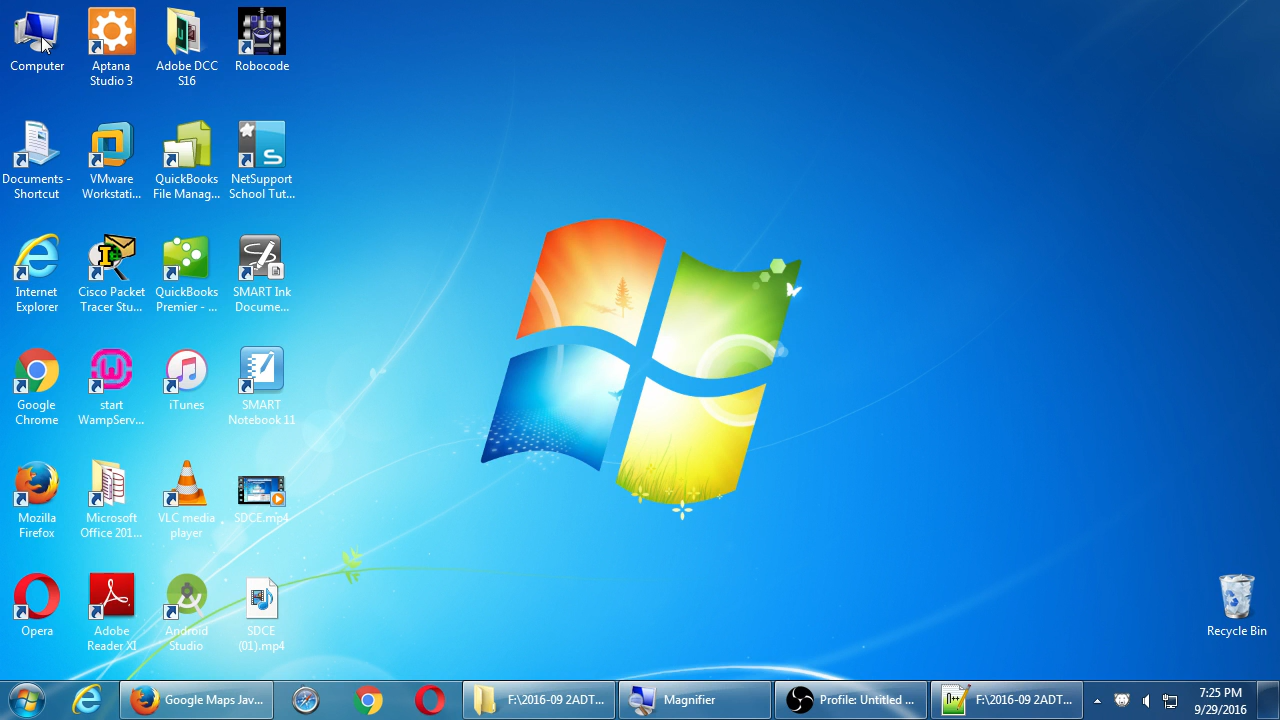 Computer
Aptana
Studio 3
Adobe DCC
S16
Robocode
Documents -
Shortcut
VMware
Workstati...
QuickBooks
File Manag...
NetSupport
School Tut...
S
Internet
Explorer
Cisco Packet
Tracer Stu...
QuickBooks
Premier - ...
SMART Ink
Docume...
Google
Chrome
start
WampServ...
iTunes
SMART
Notebook 11
Mozilla
Firefox
Microsoft
Office 201...
VLC media
player
SDCE.mp4
Opera
Adobe
Reader XI
Android
Studio
SDCE
(01).mp4
Recycle Bin
Google Maps Jav...
F:\2016-09 2ADT...
Magnifier
Profile: Untitled ...
F:\2016-09 2ADT...
7:25 PM
9/29/2016